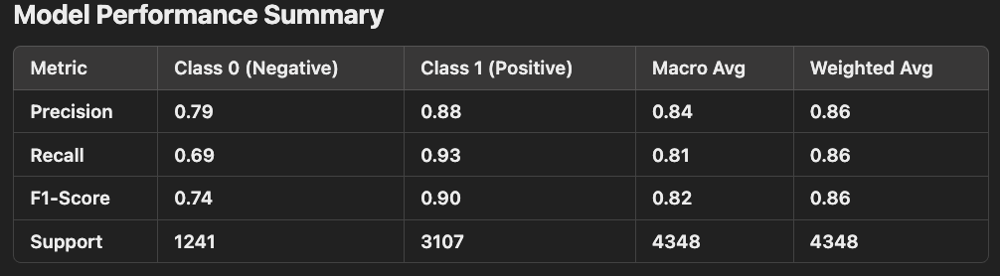 Model Performance Summary
Metric Class 0 (Negative) Class 1 (Positive) Macro Avg Weighted Avg
Precision 0.79 0.88 0.84 0.86
Recall 0.69 0.93 0.81 0.86
F1-Score 0.74 0.90 0.82 0.86
Support 1241 3107 4348 4348